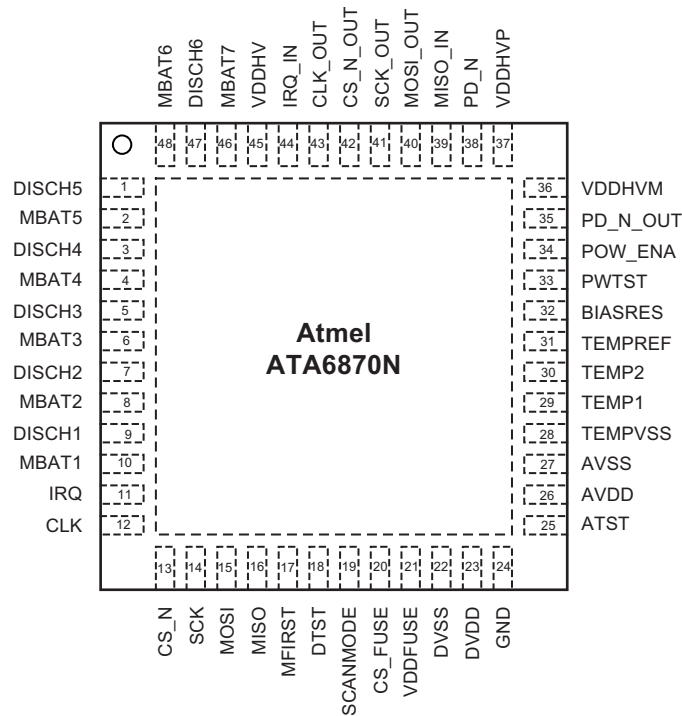 MBAT6
DISCH6
MBAT7
VDDHV
IRQ_IN
CLK_OUT
CS_N_OUT
SCK_OUT
MOSI_OUT
MISO_IN
PD_N
VDDHVP
48 47 46 45 44 43 42 41 40 39 38 37
DISCH5 1
MBAT5 2
DISCH4 3
MBAT4 4
DISCH3 5
MBAT3 6
DISCH2 7
MBAT2 8
DISCH1 9
MBAT1 10
IRQ 11
CLK 12
Atmel
ATA6870N
36 VDDHVM
35 PD_N_OUT
34 POW_ENA
33 PWTST
32 BIASRES
31 TEMPREF
30 TEMP2
29 TEMP1
28 TEMPVSS
27 AVSS
26 AVDD
25 ATST
13 14 15 16 17 18 19 20 21 22 23 24
CS_N
SCK
MOSI
MISO
MFIRST
DTST
SCANMODE
CS_FUSE
VDDFUSE
DVSS
DVDD
GND